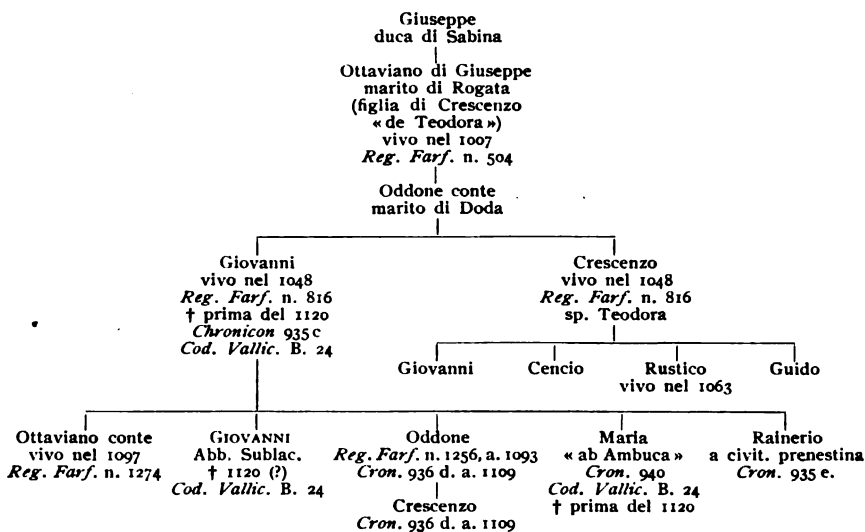 Giuseppe
duca di Sabina
Ottaviano di Giuseppe
marito di Rogata
(figlia di Crescenzo
« de Teodora »)
vivo nel 1007
Reg. Farf. n. 504
Oddone conte
marito di Doda
Giovanni
vivo nel 1048
Reg. Farf. n. 816
† prima del 1120
Chronicon 935 c
Cod. Vallic. B. 24
Crescenzo
vivo nel 1048
Reg. Farf. n. 816
sp. Teodora
Giovanni
Cencio
Rustico
vivo nel 1063
Guido
Ottaviano conte
vivo nel 1097
Reg. Farf. n. 1274
GIOVANNI
Abb. Sublac.
† 1120 (?)
Cod. Vallic. B. 24
Oddone
Reg. Farf. n. 1256, a. 1093
Cron. 936 d. a. 1109
Crescenzo
Cron. 936 d. a. 1109
Maria
« ab Ambuca »
Cron. 940
Cod. Vallic. B. 24
† prima del 1120
Rainerio
a civit. prenestina
Cron. 935 e.